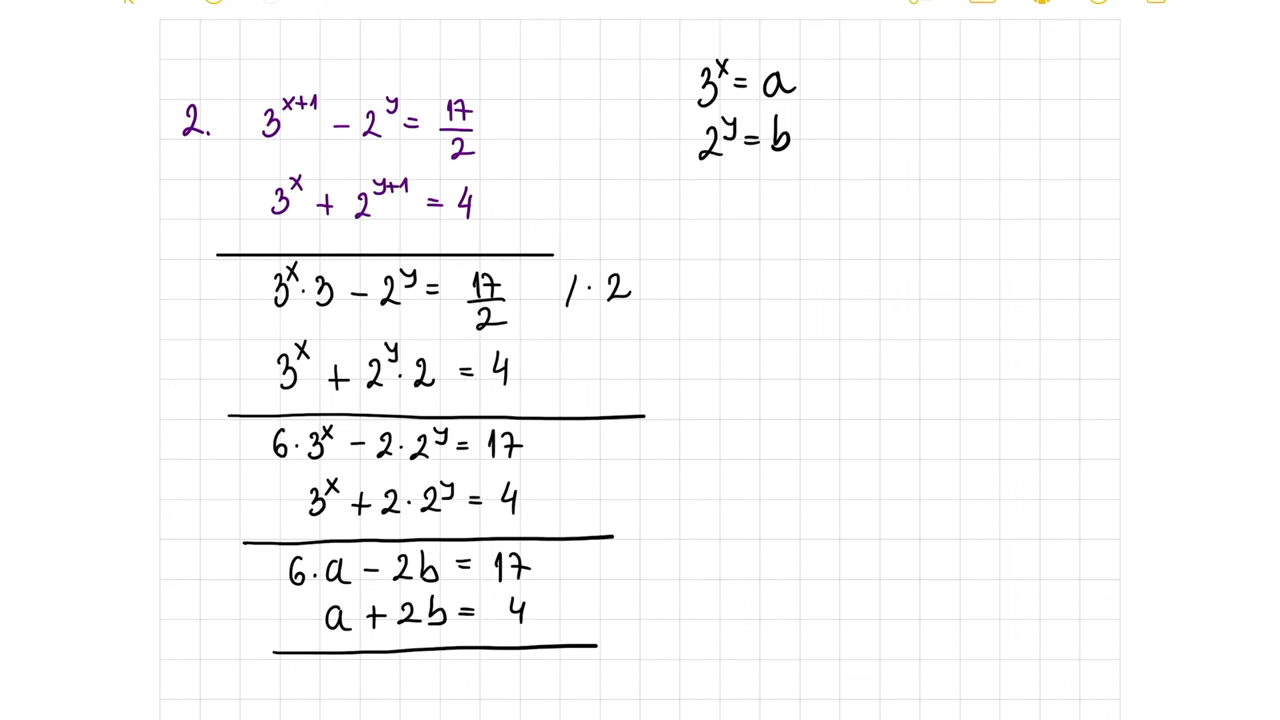 2. 3^{x+1} - 2^y = 17/2
3^x + 2^{y+1} = 4
3^x · 3 - 2^y = 17/2 / · 2
3^x + 2^y · 2 = 4
6 · 3^x - 2 · 2^y = 17
3^x + 2 · 2^y = 4
6 · a - 2b = 17
a + 2b = 4
3^x = a
2^y = b